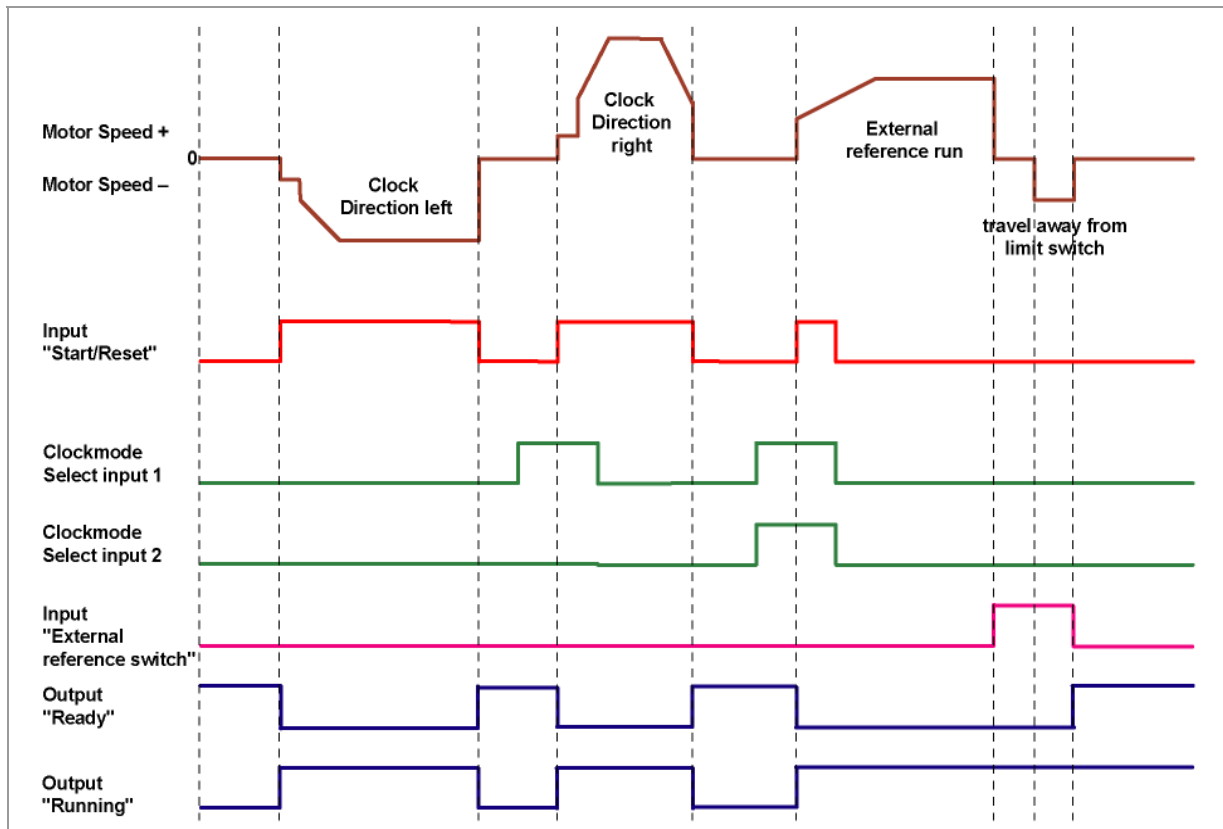 Motor Speed +
0
Motor Speed –
Clock
Direction left
Clock
Direction
right
External
reference run
travel away from
limit switch
Input
"Start/Reset"
Clockmode
Select input 1
Clockmode
Select input 2
Input
"External
reference switch"
Output
"Ready"
Output
"Running"